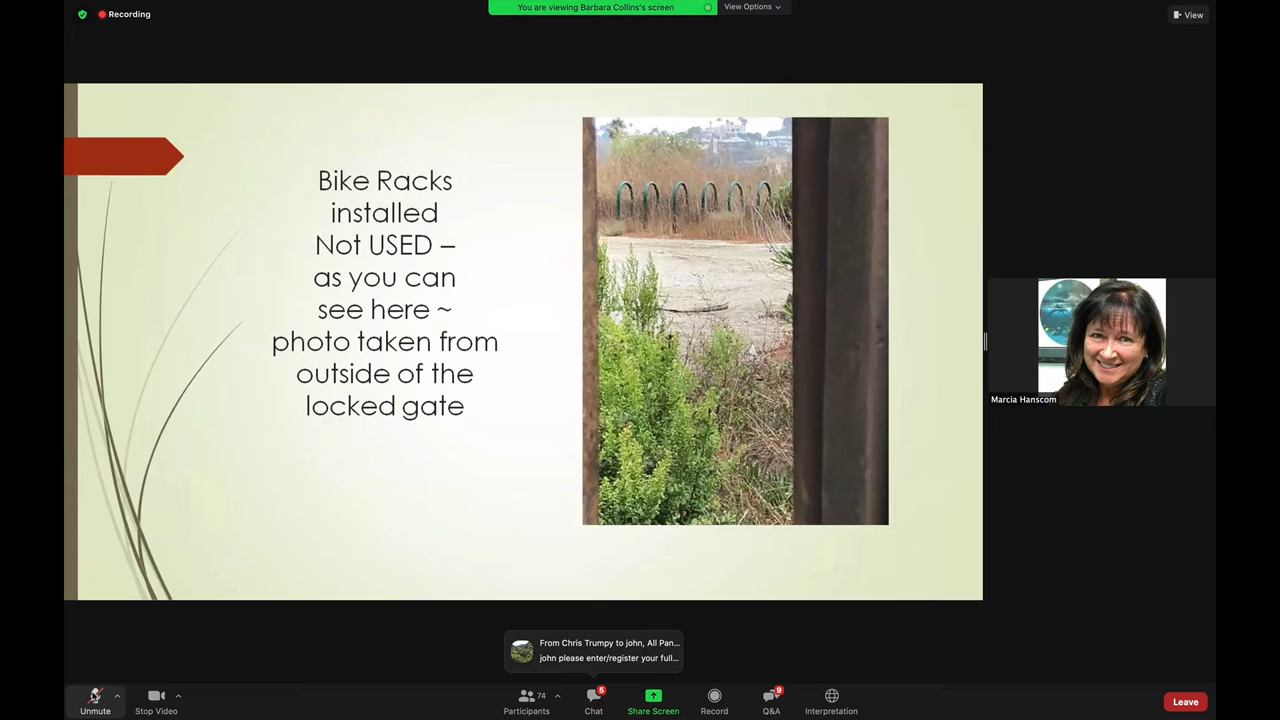 Recording
You are viewing Barbara Collins's screen
View Options
View
Bike Racks
installed
Not USED –
as you can
see here ~
photo taken from
outside of the
locked gate
Marcia Hanscom
From Chris Trumpy to john, All Pan...
john please enter/register your full...
Unmute
Stop Video
74
Participants
5
Chat
Share Screen
Record
9
Q&A
Interpretation
Leave